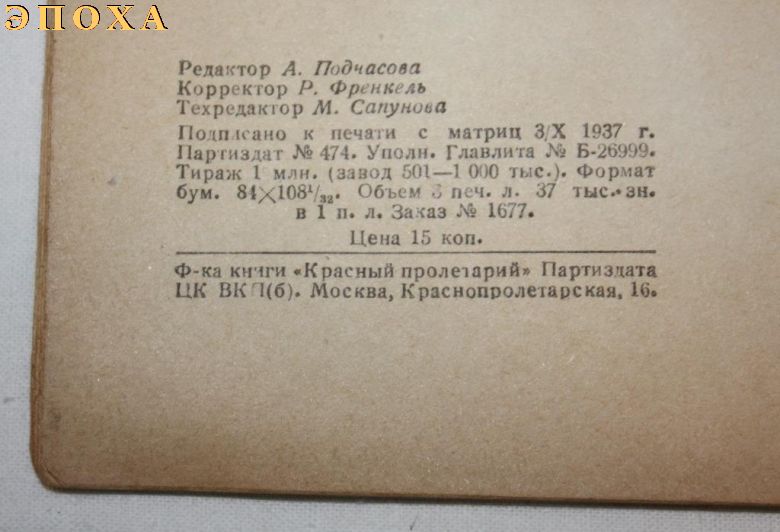 ЭПОХА
Редактор А. Подчасова
Корректор Р. Френкель
Техредактор М. Сапунова
Подписано к печати с матриц 3/X 1937 г.
Партиздат № 474. Уполн. Главлита № Б-26999.
Тираж 1 млн. (завод 501—1 000 тыс.). Формат
бум. 84×108¹/₃₂. Объем 3 печ. л. 37 тыс. зн.
в 1 п. л. Заказ № 1677.
Цена 15 коп.
Ф-ка книги «Красный пролетарий» Партиздата
ЦК ВКП(б). Москва, Краснопролетарская, 16.